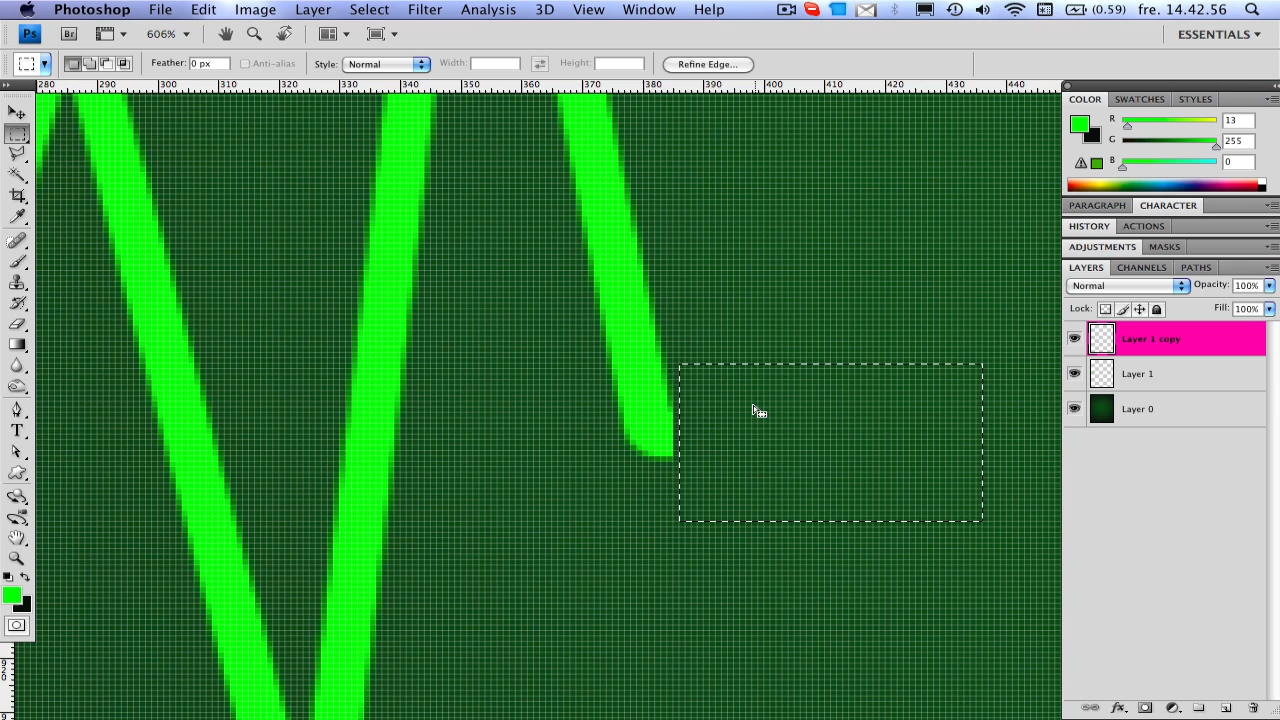 Photoshop File Edit Image Layer Select Filter Analysis 3D View Window Help (0.59) fre. 14.42.56
Ps Br 606% ESSENTIALS
Feather: 0 px Anti-alias Style: Normal Width: Height: Refine Edge...
280 290 300 310 320 330 340 350 360 370 380 390 400 410 420 430 440
COLOR SWATCHES STYLES
R 13
G 255
B 0
PARAGRAPH CHARACTER
HISTORY ACTIONS
ADJUSTMENTS MASKS
LAYERS CHANNELS PATHS
Normal Opacity: 100%
Lock: Fill: 100%
Layer 1 copy
Layer 1
Layer 0